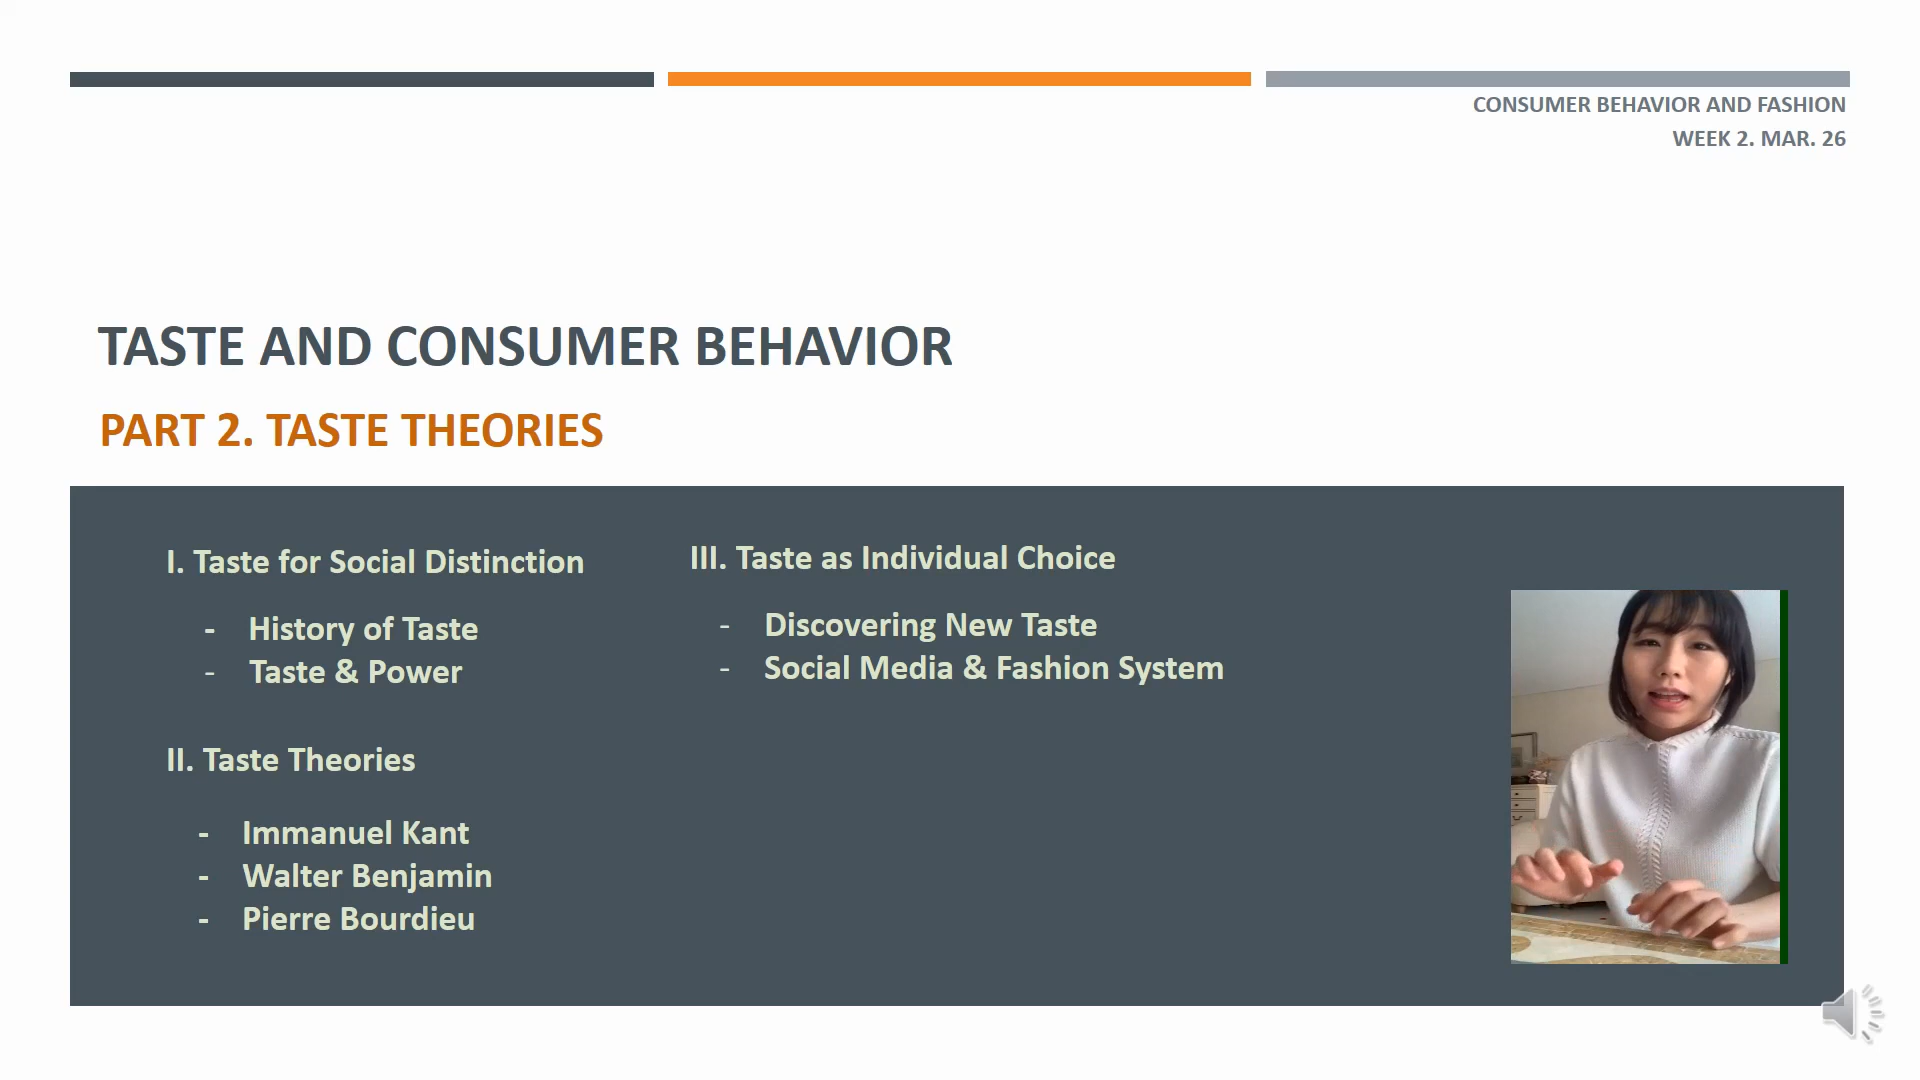 CONSUMER BEHAVIOR AND FASHION
WEEK 2. MAR. 26
TASTE AND CONSUMER BEHAVIOR
PART 2. TASTE THEORIES
I. Taste for Social Distinction
- History of Taste
- Taste & Power
II. Taste Theories
- Immanuel Kant
- Walter Benjamin
- Pierre Bourdieu
III. Taste as Individual Choice
- Discovering New Taste
- Social Media & Fashion System